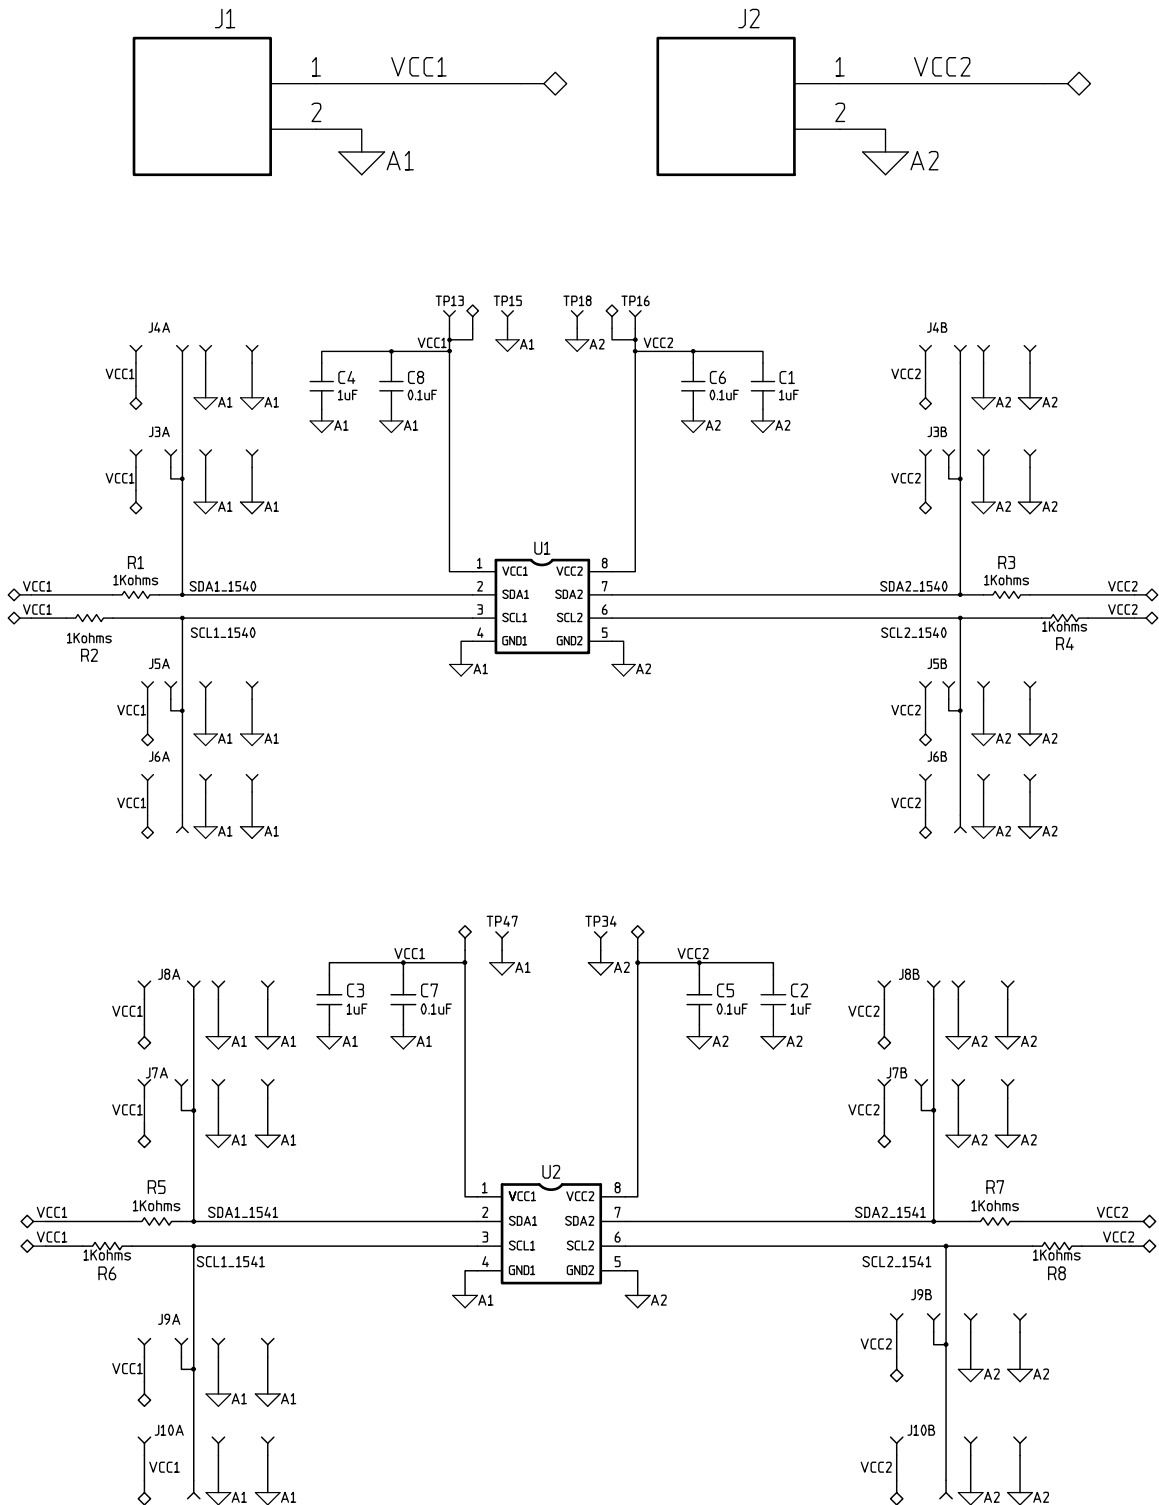 J1 J2
1 VCC1 1 VCC2
2 2
A1 A2
TP13 TP15 TP18 TP16
J4A J4B
VCC1 A1 A2 VCC2
VCC1 C4 C8 C6 C1 VCC2
1uF 0.1uF 0.1uF 1uF
A1 A1 A2 A2
A1 A1 A2 A2
J3A J3B
VCC1 VCC2
A1 A1 A2 A2
U1
R1 1 VCC1 VCC2 8 R3
1Kohms 1Kohms
VCC1 SDA1_1540 2 SDA1 SDA2 7 SDA2_1540 VCC2
VCC1 3 SCL1 SCL2 6 VCC2
1Kohms SCL1_1540 4 GND1 GND2 5 SCL2_1540 1Kohms
R2 R4
J5A A1 A2 J5B
VCC1 VCC2
A1 A1 A2 A2
J6A J6B
VCC1 VCC2
A1 A1 A2 A2
TP47 TP34
VCC1 VCC2
J8A A1 A2 J8B
C3 C7 C5 C2
VCC1 1uF 0.1uF 0.1uF 1uF VCC2
A1 A1 A1 A1 A2 A2 A2 A2
J7A J7B
VCC1 VCC2
A1 A1 A2 A2
U2
R5 1 VCC1 VCC2 8 R7
1Kohms 1Kohms
VCC1 SDA1_1541 2 SDA1 SDA2 7 SDA2_1541 VCC2
VCC1 3 SCL1 SCL2 6 VCC2
1Kohms SCL1_1541 SCL2_1541 1Kohms
R6 4 GND1 GND2 5 R8
A1 A2
J9A J9B
VCC1 VCC2
A1 A1 A2 A2
J10A J10B
VCC1 VCC2
A1 A1 A2 A2